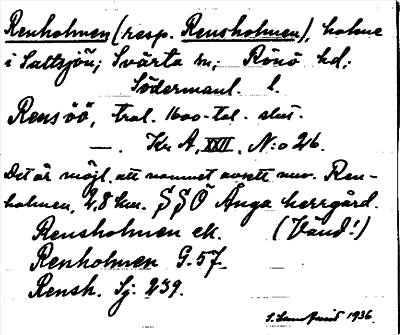 Renholmen (resp. Rensholmen), holme
i Saltsjön; Svärta sn, Rönö hd,
Södermanl. l.
Rensöö, trol. 1600-tal. slut.
—. Kr A, XXII, N:o 26.
Det är möjl. att namnet avsett nuv. Ren-
holmen, 4,8 km. SSÖ Ånga herrgård.
Rensholmen ek. (Vänd!)
Renholmen G.57
Rensh. Sj. 239.
1936